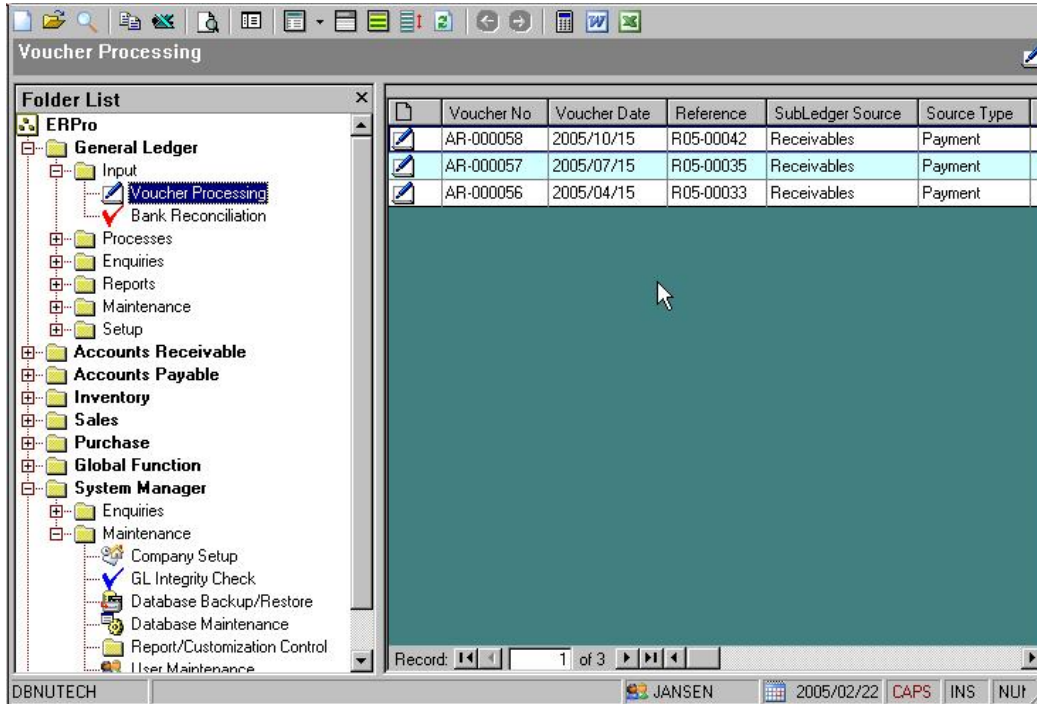 Voucher Processing
Folder List
ERPro
General Ledger
Input
Voucher Processing
Bank Reconciliation
Processes
Enquiries
Reports
Maintenance
Setup
Accounts Receivable
Accounts Payable
Inventory
Sales
Purchase
Global Function
System Manager
Enquiries
Maintenance
Company Setup
GL Integrity Check
Database Backup/Restore
Database Maintenance
Report/Customization Control
User Maintenance
Voucher No Voucher Date Reference SubLedger Source Source Type
AR-000058 2005/10/15 R05-00042 Receivables Payment
AR-000057 2005/07/15 R05-00035 Receivables Payment
AR-000056 2005/04/15 R05-00033 Receivables Payment
Record: 1 of 3
DBNUTECH JANSEN 2005/02/22 CAPS INS